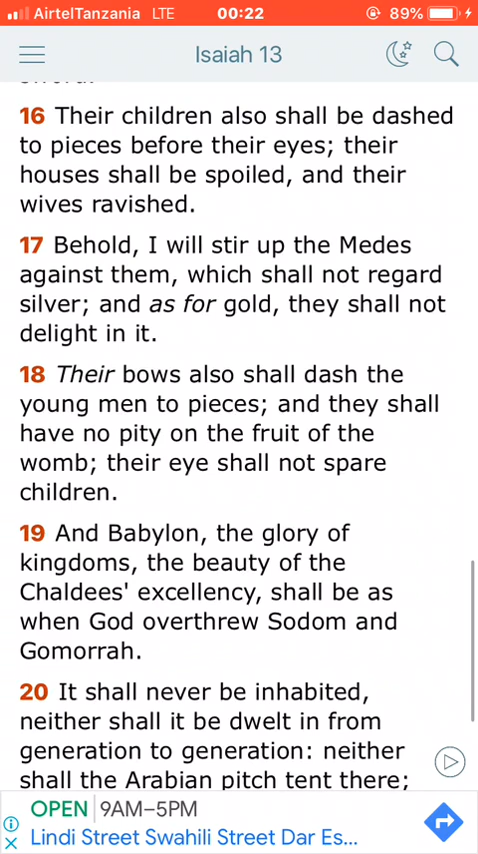 AirtelTanzania LTE 00:22 89%
Isaiah 13
16 Their children also shall be dashed
to pieces before their eyes; their
houses shall be spoiled, and their
wives ravished.
17 Behold, I will stir up the Medes
against them, which shall not regard
silver; and as for gold, they shall not
delight in it.
18 Their bows also shall dash the
young men to pieces; and they shall
have no pity on the fruit of the
womb; their eye shall not spare
children.
19 And Babylon, the glory of
kingdoms, the beauty of the
Chaldees' excellency, shall be as
when God overthrew Sodom and
Gomorrah.
20 It shall never be inhabited,
neither shall it be dwelt in from
generation to generation: neither
shall the Arabian pitch tent there;
OPEN 9AM–5PM
Lindi Street Swahili Street Dar Es...